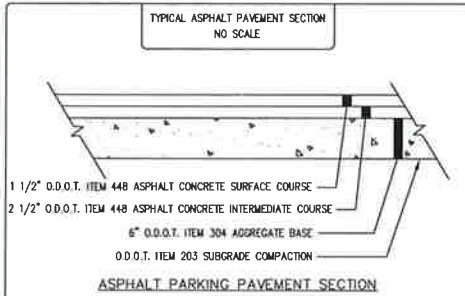 TYPICAL ASPHALT PAVEMENT SECTION
NO SCALE
1 1/2" O.D.O.T. ITEM 448 ASPHALT CONCRETE SURFACE COURSE
2 1/2" O.D.O.T. ITEM 448 ASPHALT CONCRETE INTERMEDIATE COURSE
6" O.D.O.T. ITEM 304 AGGREGATE BASE
O.D.O.T. ITEM 203 SUBGRADE COMPACTION
ASPHALT PARKING PAVEMENT SECTION